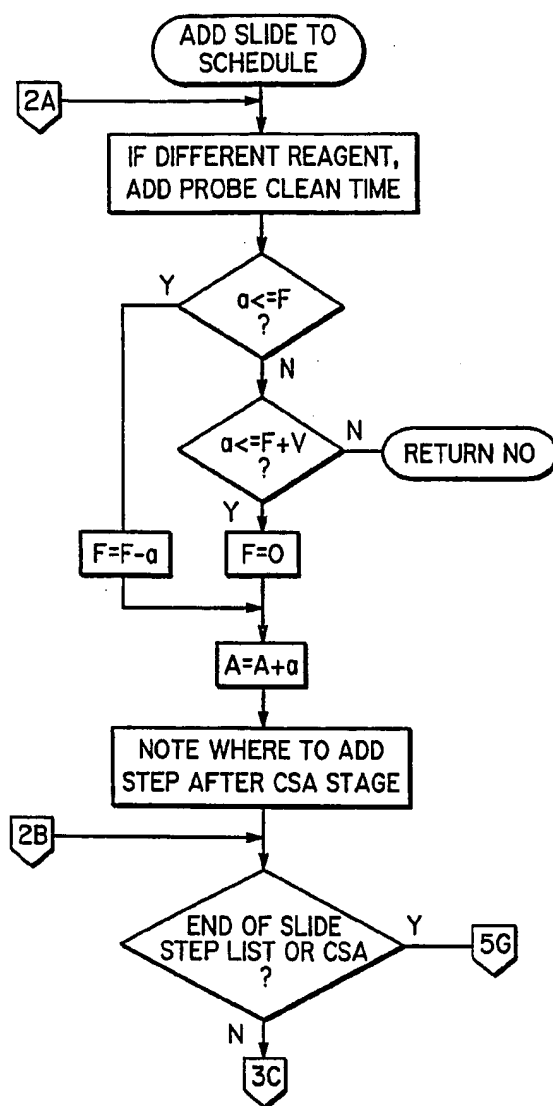 ADD SLIDE TO
SCHEDULE
2A
IF DIFFERENT REAGENT,
ADD PROBE CLEAN TIME
Y
a<=F
?
N
a<=F+V
?
N
RETURN NO
Y
F=F-a
F=0
A=A+a
NOTE WHERE TO ADD
STEP AFTER CSA STAGE
2B
END OF SLIDE
STEP LIST OR CSA
?
Y
5G
N
3C